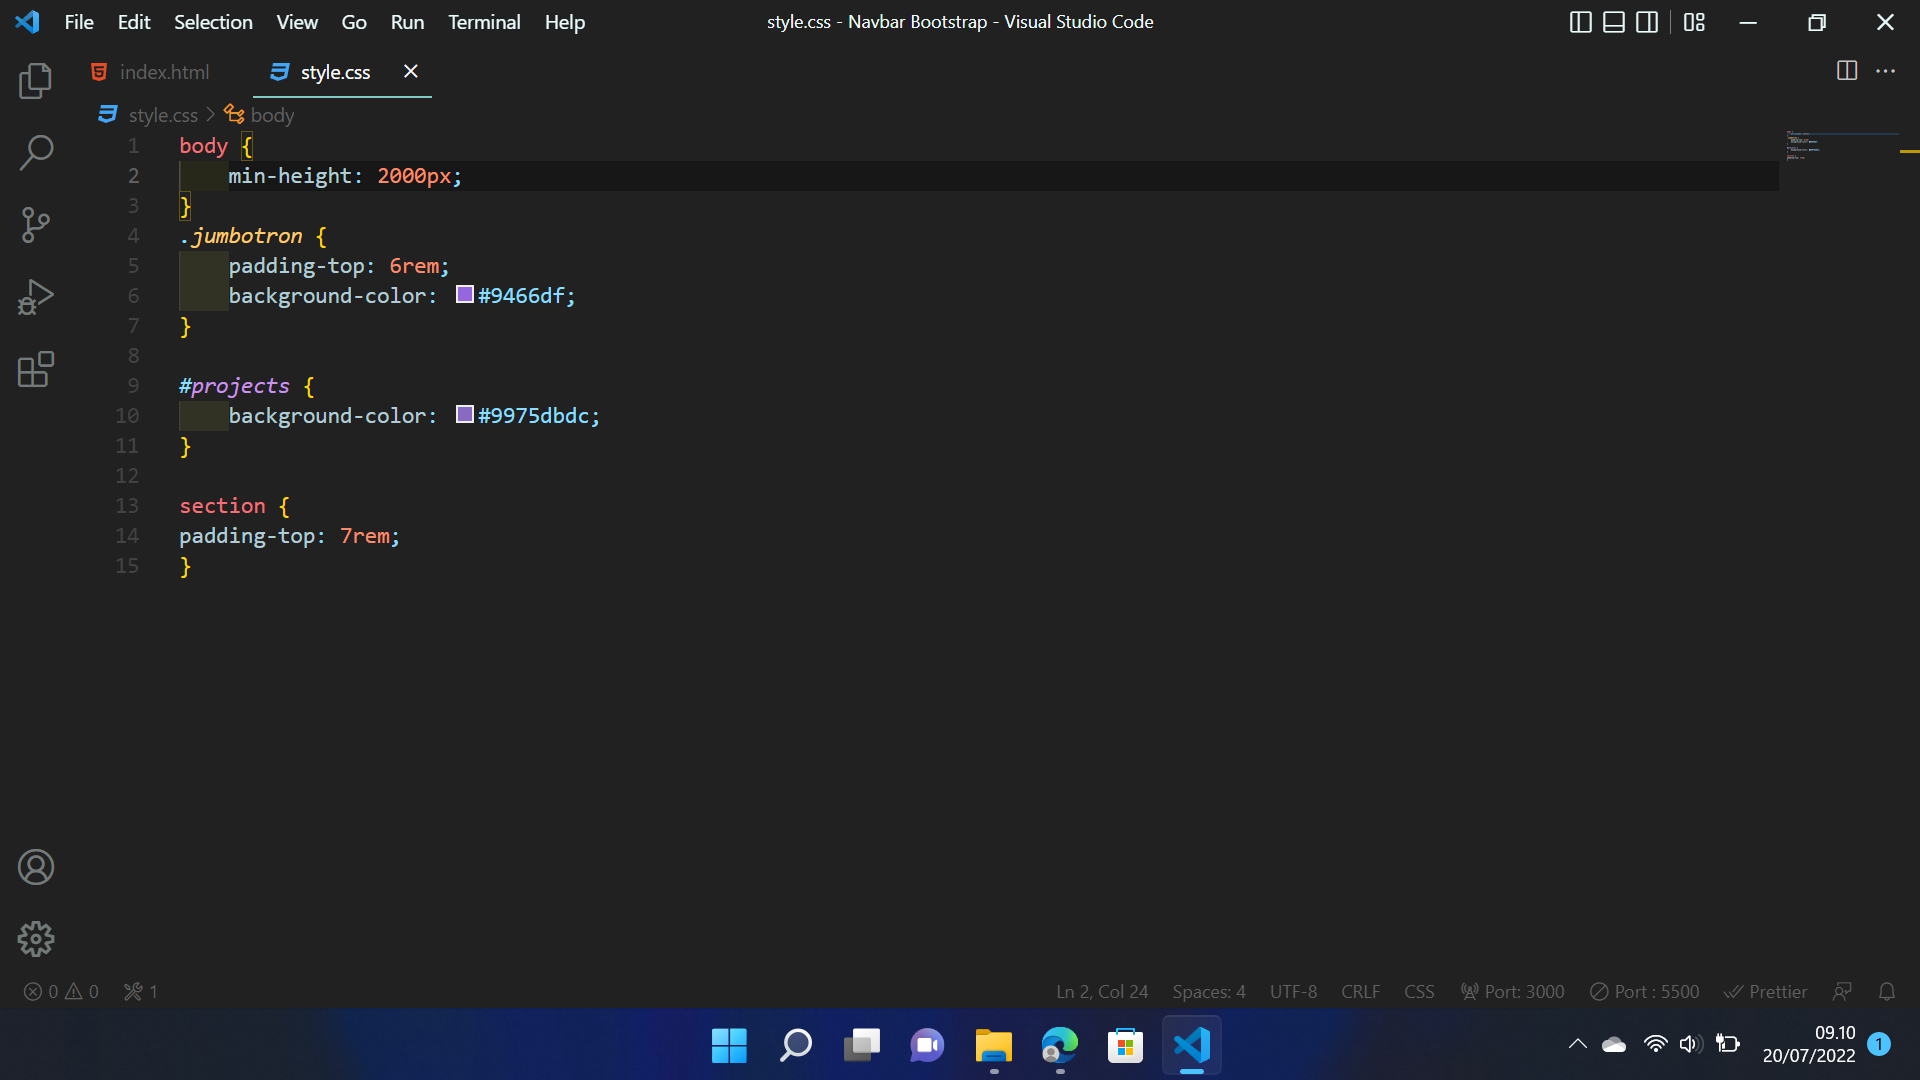 File Edit Selection View Go Run Terminal Help
style.css - Navbar Bootstrap - Visual Studio Code
index.html
style.css
style.css > body
1 body {
2     min-height: 2000px;
3 }
4 .jumbotron {
5     padding-top: 6rem;
6     background-color: #9466df;
7 }
8
9 #projects {
10     background-color: #9975dbdc;
11 }
12
13 section {
14 padding-top: 7rem;
15 }
0 0 1
Ln 2, Col 24 Spaces: 4 UTF-8 CRLF CSS Port: 3000 Port : 5500 Prettier
09.10
20/07/2022
1